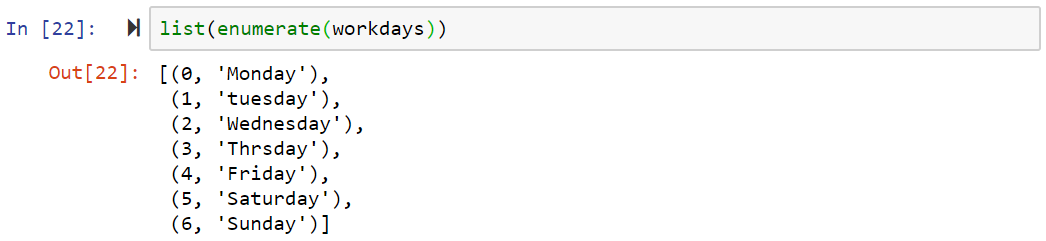 In [22]: list(enumerate(workdays))
Out[22]: [(0, 'Monday'),
(1, 'tuesday'),
(2, 'Wednesday'),
(3, 'Thrsday'),
(4, 'Friday'),
(5, 'Saturday'),
(6, 'Sunday')]